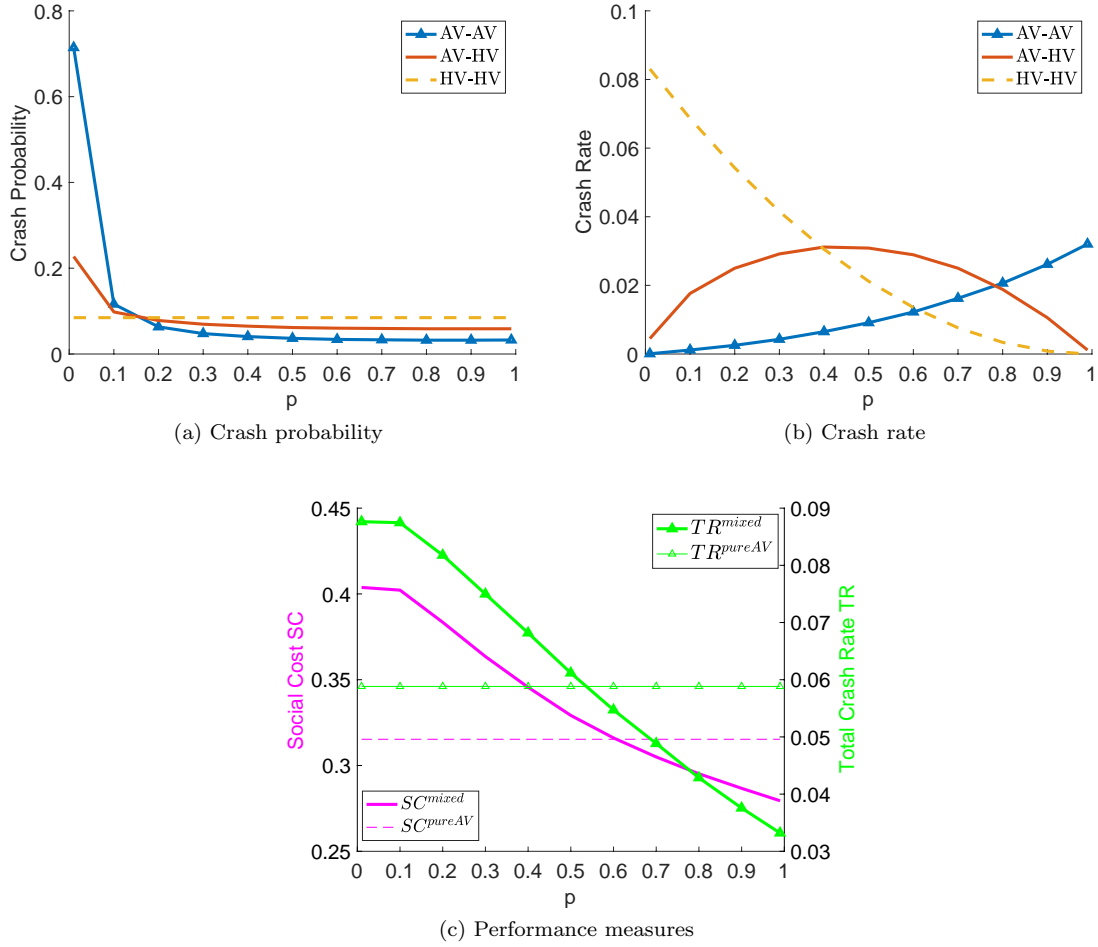 0.8
0.6
0.4
0.2
0
Crash Probability
AV-AV
AV-HV
HV-HV
0 0.1 0.2 0.3 0.4 0.5 0.6 0.7 0.8 0.9 1
p
(a) Crash probability
0.1
0.08
0.06
0.04
0.02
0
Crash Rate
AV-AV
AV-HV
HV-HV
0 0.1 0.2 0.3 0.4 0.5 0.6 0.7 0.8 0.9 1
p
(b) Crash rate
0.45
0.4
0.35
0.3
0.25
Social Cost SC
TR^{mixed}
TR^{pureAV}
SC^{mixed}
SC^{pureAV}
0.09
0.08
0.07
0.06
0.05
0.04
0.03
Total Crash Rate TR
0 0.1 0.2 0.3 0.4 0.5 0.6 0.7 0.8 0.9 1
p
(c) Performance measures